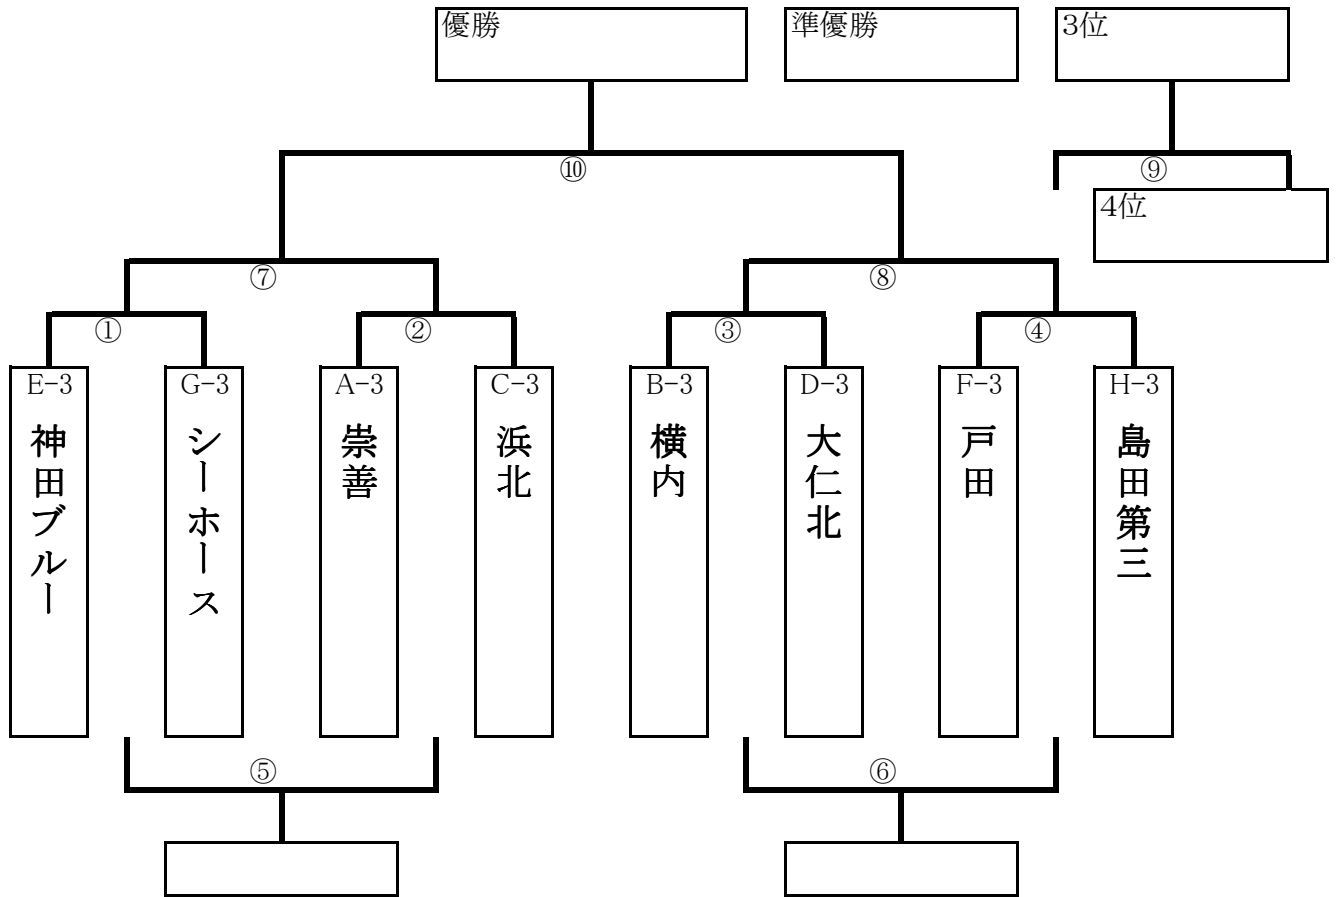 優勝
準優勝
3位
⑩
⑨
4位
⑦
⑧
①
②
③
④
E-3
神田ブルー
G-3
シーホース
A-3
崇善
C-3
浜北
B-3
横内
D-3
大仁北
F-3
戸田
H-3
島田第三
⑤
⑥